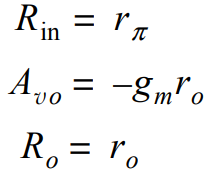 R_in = r_π
A_vo = −g_m r_o
R_o = r_o